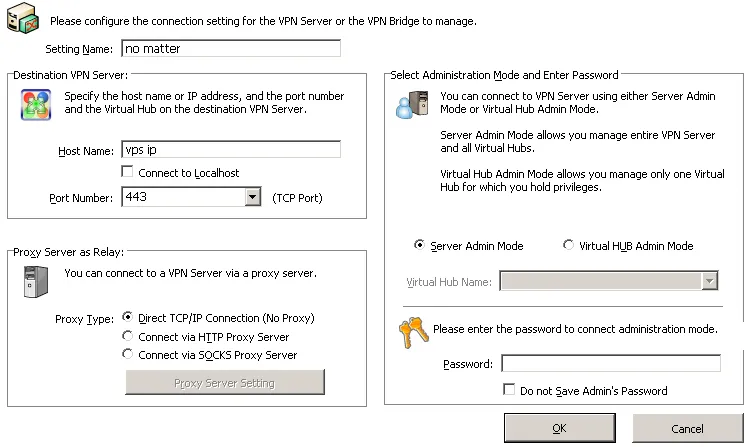 Please configure the connection setting for the VPN Server or the VPN Bridge to manage.
Setting Name: no matter
Destination VPN Server:
Specify the host name or IP address, and the port number
and the Virtual Hub on the destination VPN Server.
Host Name: vps ip
Connect to Localhost
Port Number: 443 (TCP Port)
Proxy Server as Relay:
You can connect to a VPN Server via a proxy server.
Proxy Type: Direct TCP/IP Connection (No Proxy)
Connect via HTTP Proxy Server
Connect via SOCKS Proxy Server
Proxy Server Setting
Select Administration Mode and Enter Password
You can connect to VPN Server using either Server Admin
Mode or Virtual Hub Admin Mode.
Server Admin Mode allows you manage entire VPN Server
and all Virtual Hubs.
Virtual Hub Admin Mode allows you manage only one Virtual
Hub for which you hold privileges.
Server Admin Mode Virtual HUB Admin Mode
Virtual Hub Name:
Please enter the password to connect administration mode.
Password:
Do not Save Admin's Password
OK Cancel